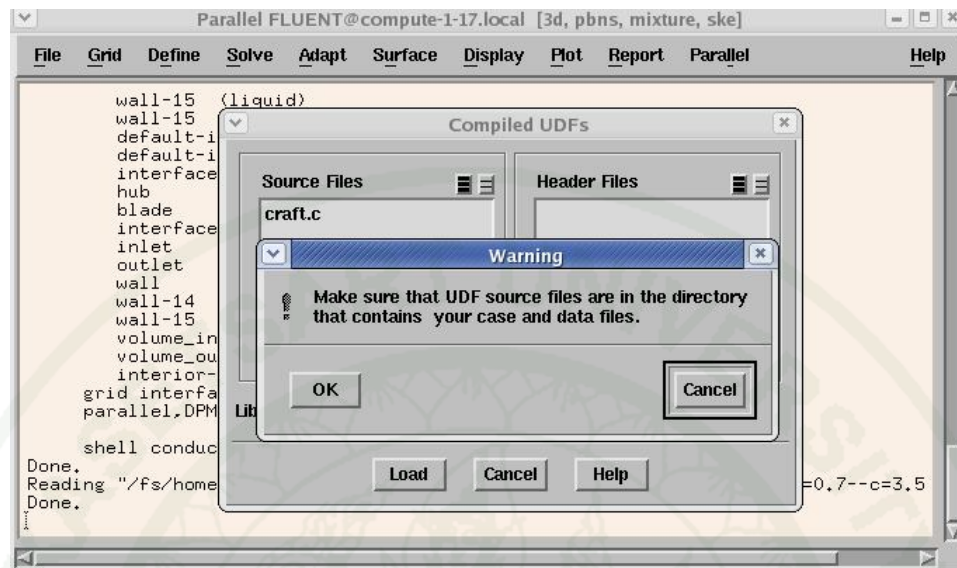 Parallel FLUENT@compute-1-17.local [3d, pbns, mixture, ske]
File Grid Define Solve Adapt Surface Display Plot Report Parallel Help
wall-15 (liquid)
wall-15
default-i
default-i
interface
hub
blade
interface
inlet
outlet
wall
wall-14
wall-15
volume_in
volume_ou
interior-
grid interfa
parallel,DPM
shell conduc
Done.
Reading "/fs/home
=0.7--c=3.5
Done.
Compiled UDFs
Source Files
Header Files
craft.c
Lib
Load Cancel Help
Warning
Make sure that UDF source files are in the directory
that contains your case and data files.
OK Cancel